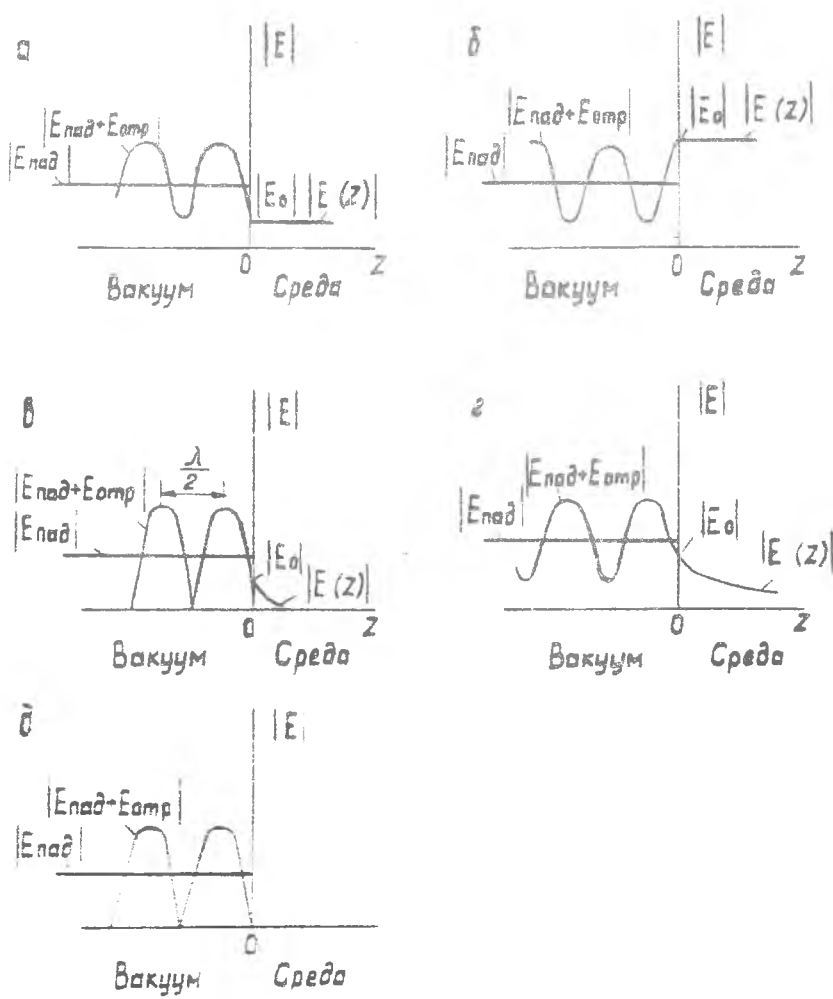 а
|E|
|Eпад+Eотр|
|Eпад|
|E₀| |E(z)|
0 z
Вакуум Среда
б
|E|
|Eпад+Eотр|
|E₀| |E(z)|
|Eпад|
0 z
Вакуум Среда
в
|E|
λ/2
|Eпад+Eотр|
|Eпад|
|E₀|
|E(z)|
0 z
Вакуум Среда
г
|E|
|Eпад+Eотр|
|Eпад|
|E₀|
|E(z)|
0 z
Вакуум Среда
д
|E|
|Eпад+Eотр|
|Eпад|
0
Вакуум Среда